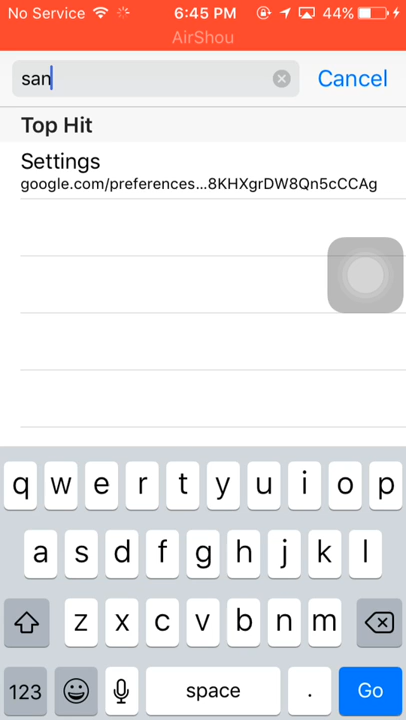 No Service 6:45 PM 44%
AirShou
san Cancel
Top Hit
Settings
google.com/preferences...8KHXgrDW8Qn5cCCAg
q w e r t y u i o p
a s d f g h j k l
z x c v b n m
123 space . Go